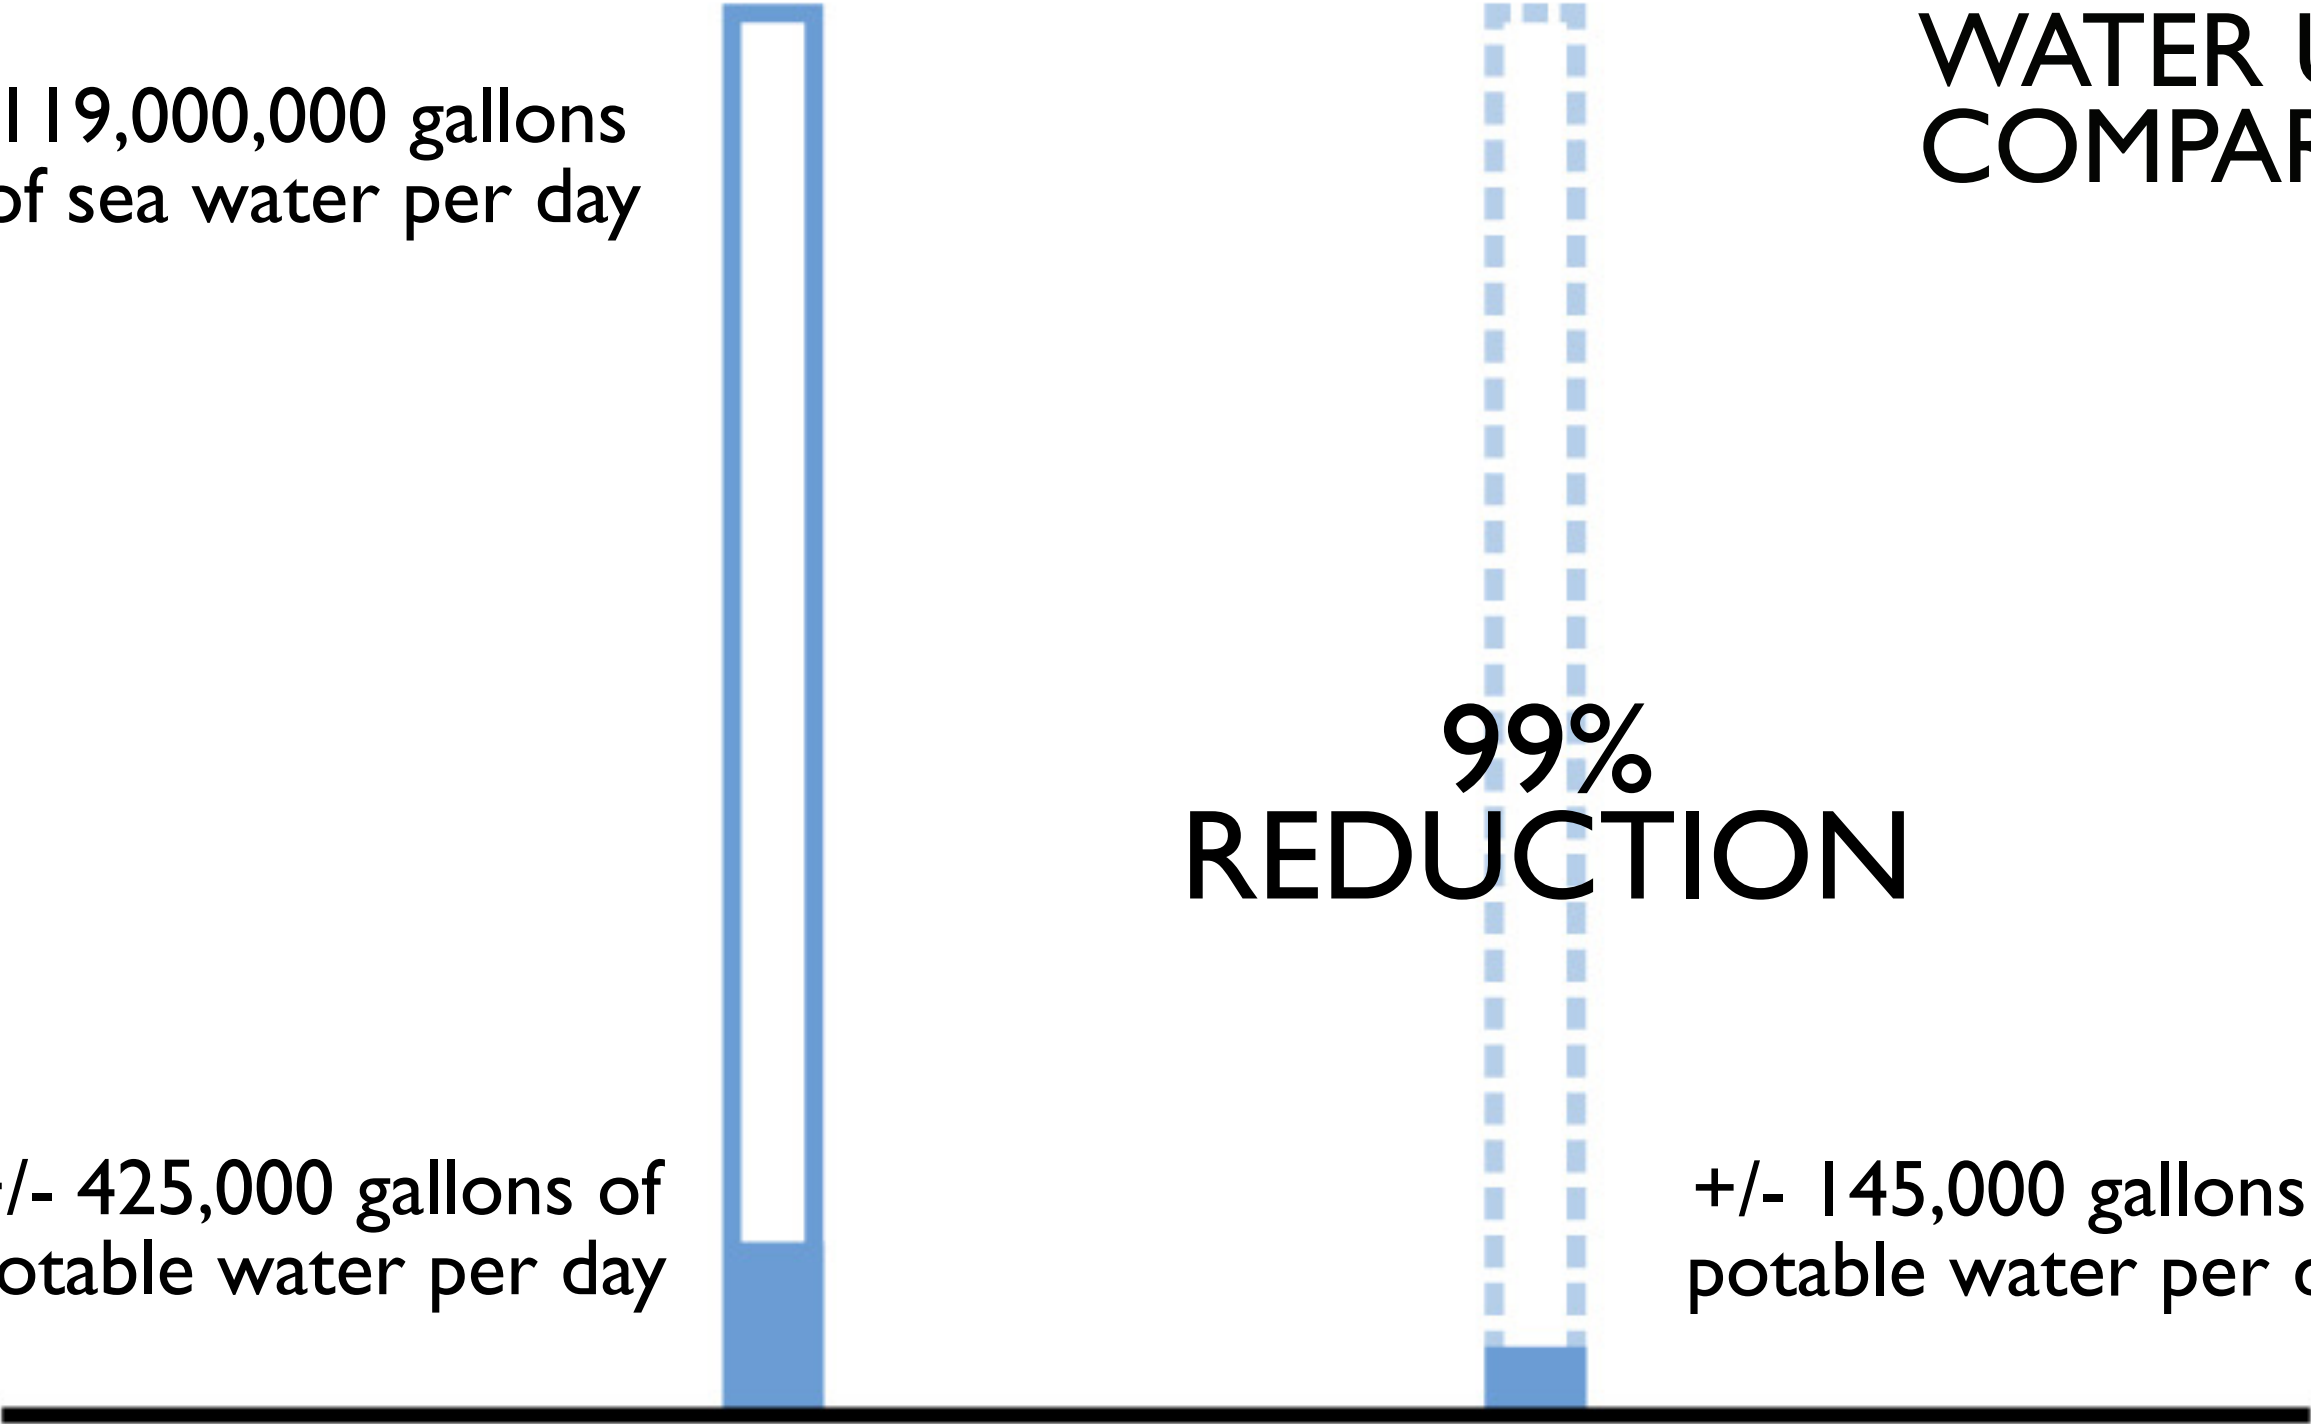 119,000,000 gallons
of sea water per day
WATER
COMPAR
99%
REDUCTION
+/- 425,000 gallons of
otable water per day
+/- 145,000 gallons
potable water per